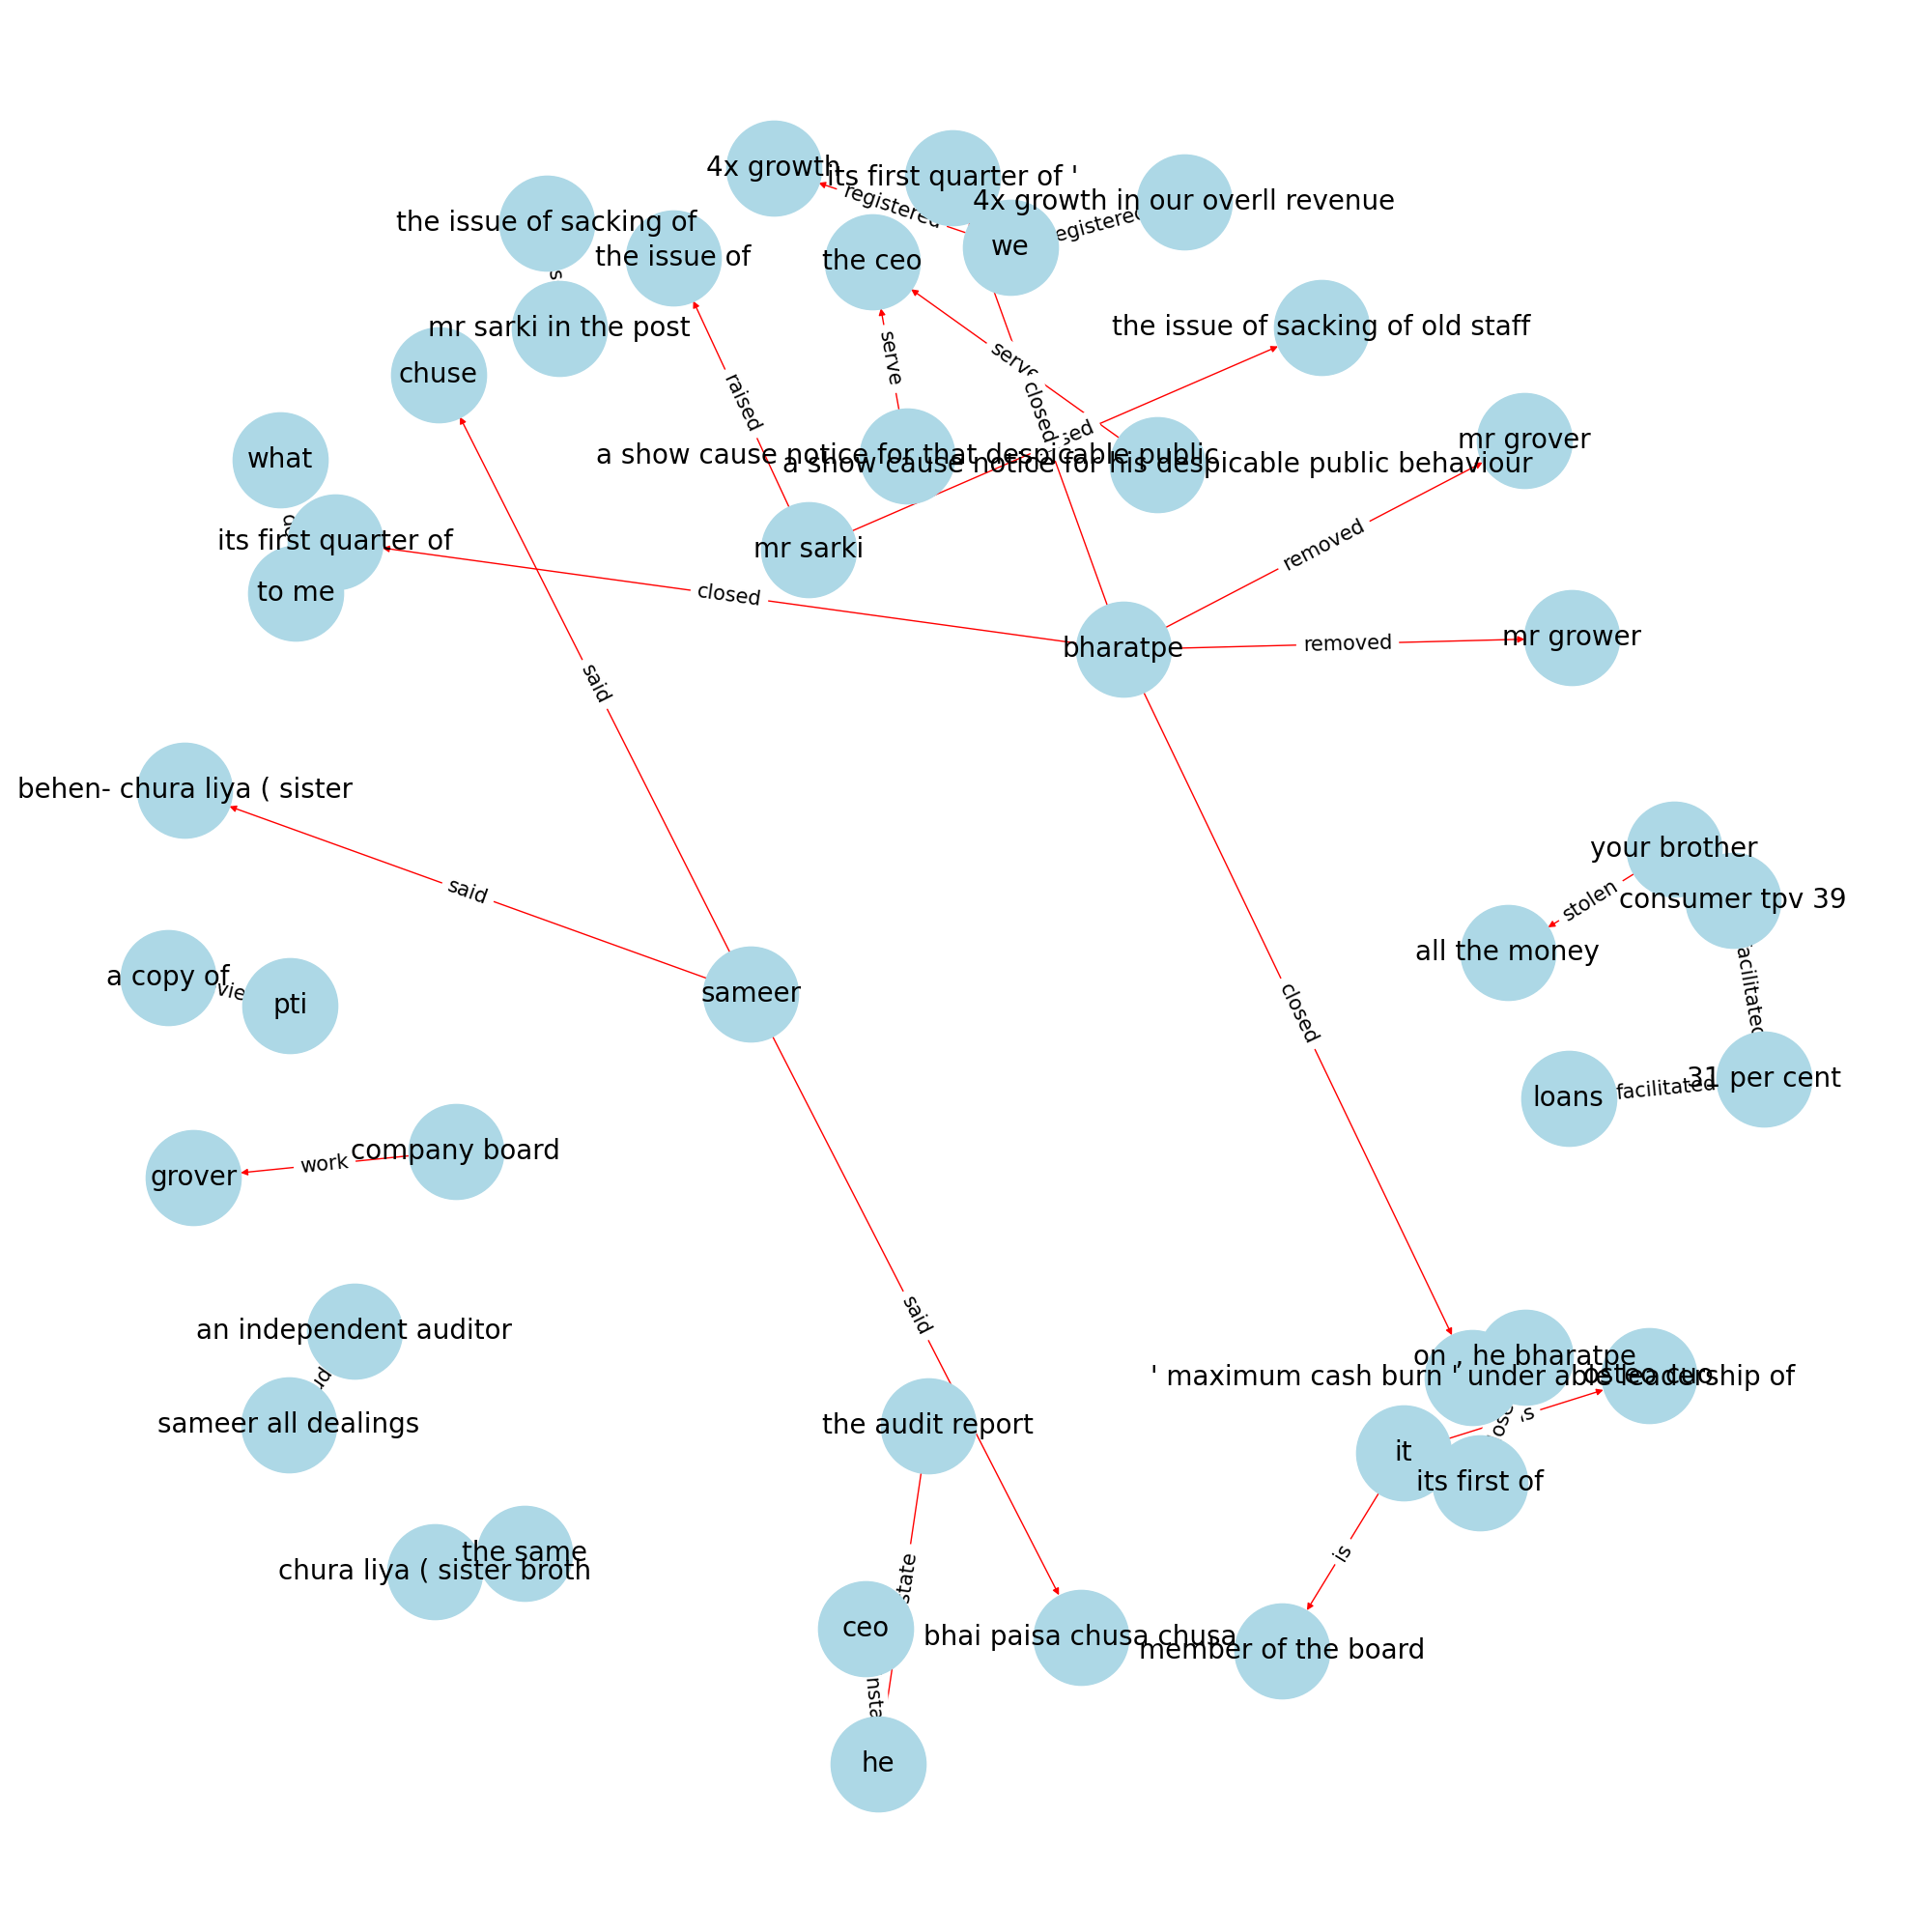 4x growth
its first quarter of '
registered
4x growth in our overll revenue
registered
the issue of sacking of
the issue of
the ceo
we
s
mr sarki in the post
the issue of sacking of old staff
chuse
serve
serve
closed
raised
mr grover
what
a show cause notice for that despicable public
a show cause notice for his despicable public behaviour
its first quarter of
removed
mr sarki
to me
closed
bharatpe
removed
mr grower
said
behen- chura liya ( sister
your brother
said
stolen
consumer tpv 39
all the money
a copy of
vie
pti
sameer
closed
facilitated
31 per cent
loans
facilitated
company board
grover
work
an independent auditor
said
on , he bharatpe
' maximum cash burn ' under able leadership of
osteo cuo
is
sameer all dealings
the audit report
it
its first of
the same
chura liya ( sister broth
is
state
ceo
bhai paisa chusa chusa
member of the board
he